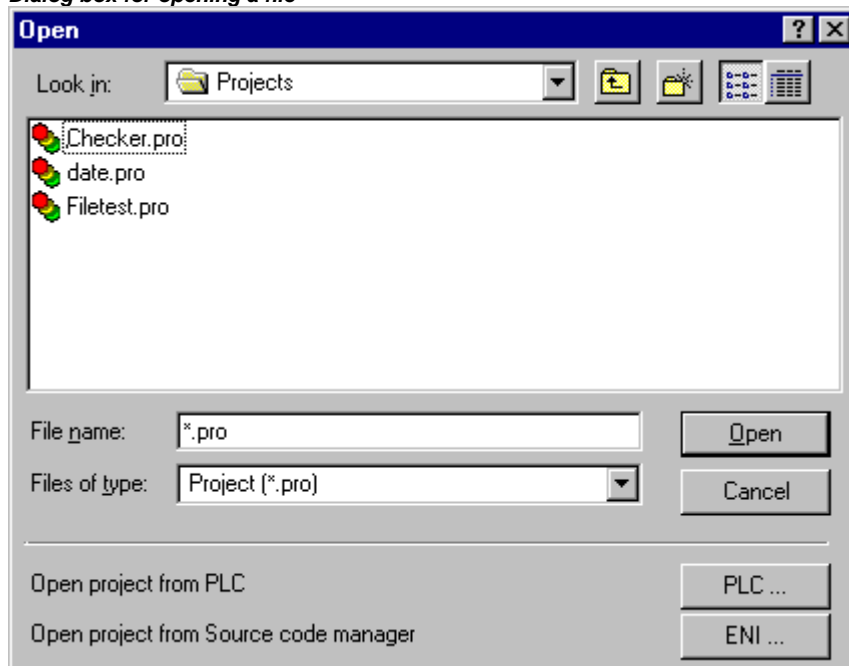 Dialog box for opening a file
Open
Look in: Projects
Checker.pro
date.pro
Filetest.pro
File name: *.pro Open
Files of type: Project (*.pro) Cancel
Open project from PLC PLC ...
Open project from Source code manager ENI ...